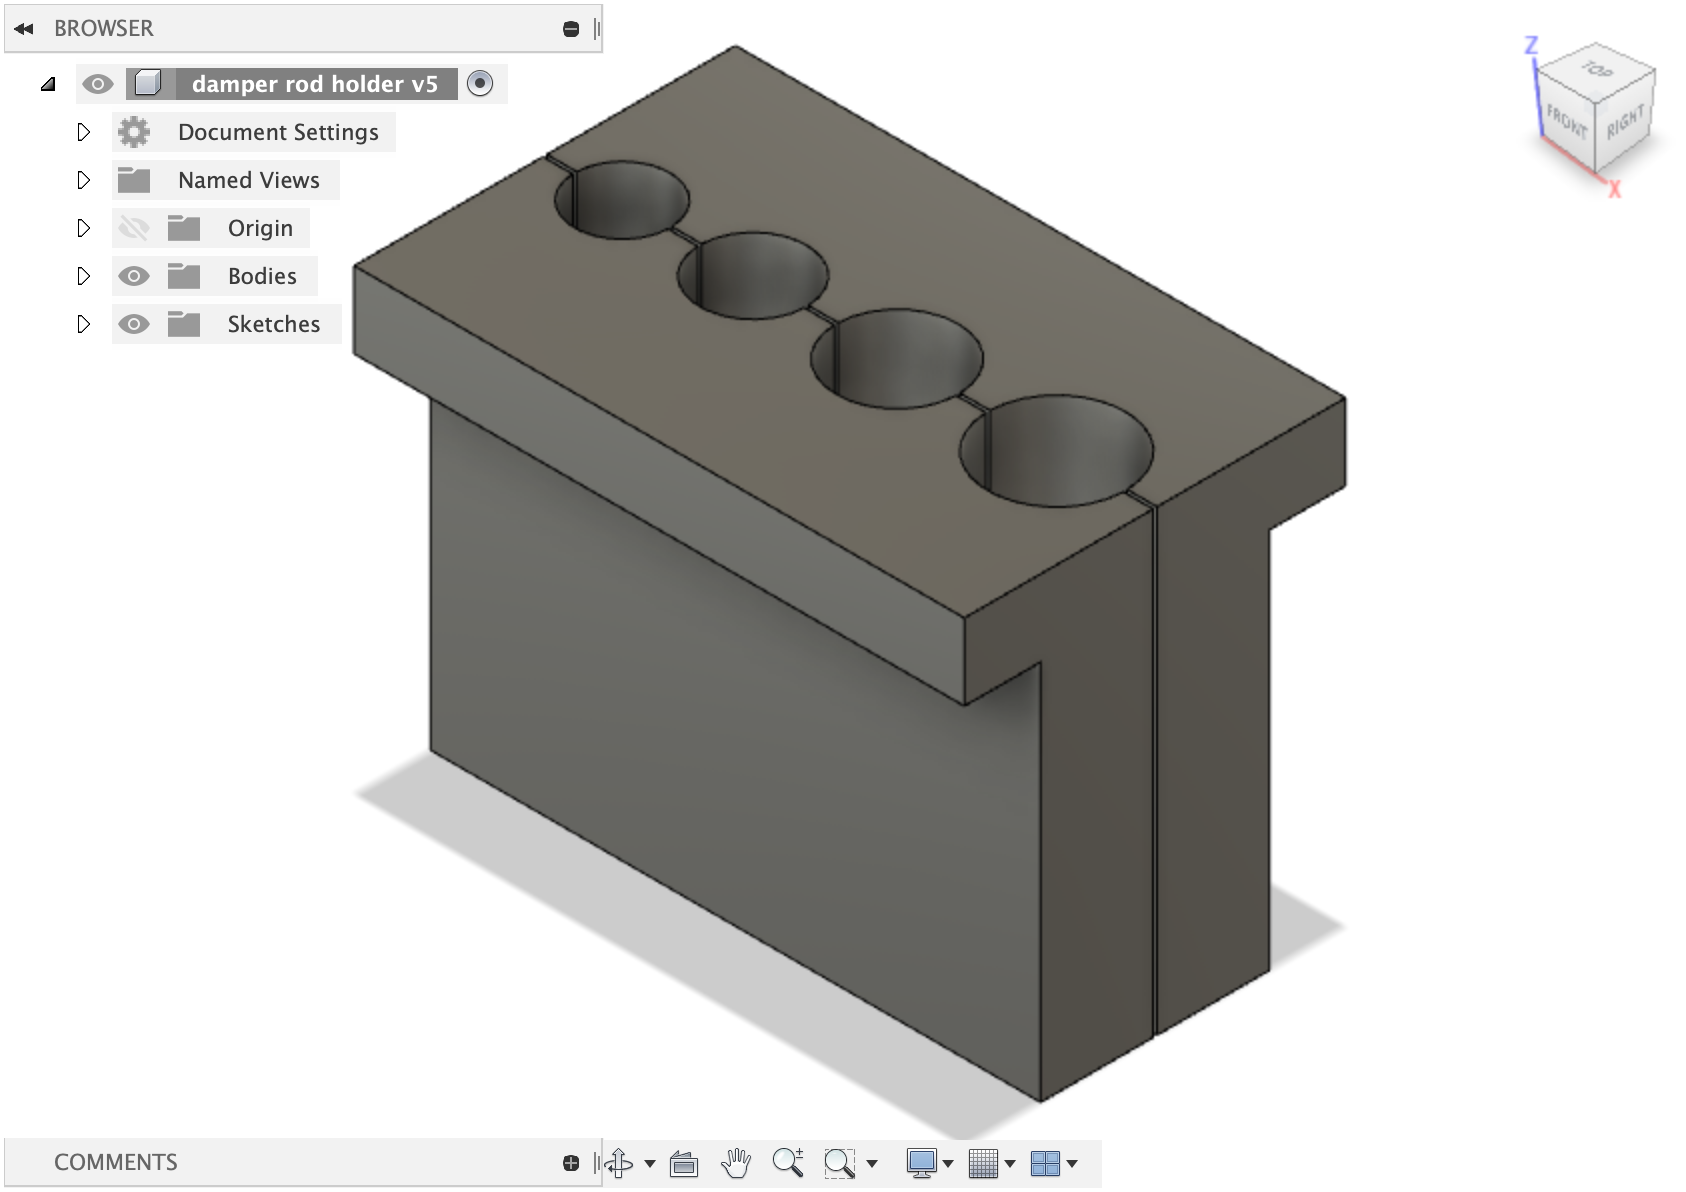 BROWSER
damper rod holder v5
Document Settings
Named Views
Origin
Bodies
Sketches
Z
TOP
FRONT
RIGHT
X
COMMENTS